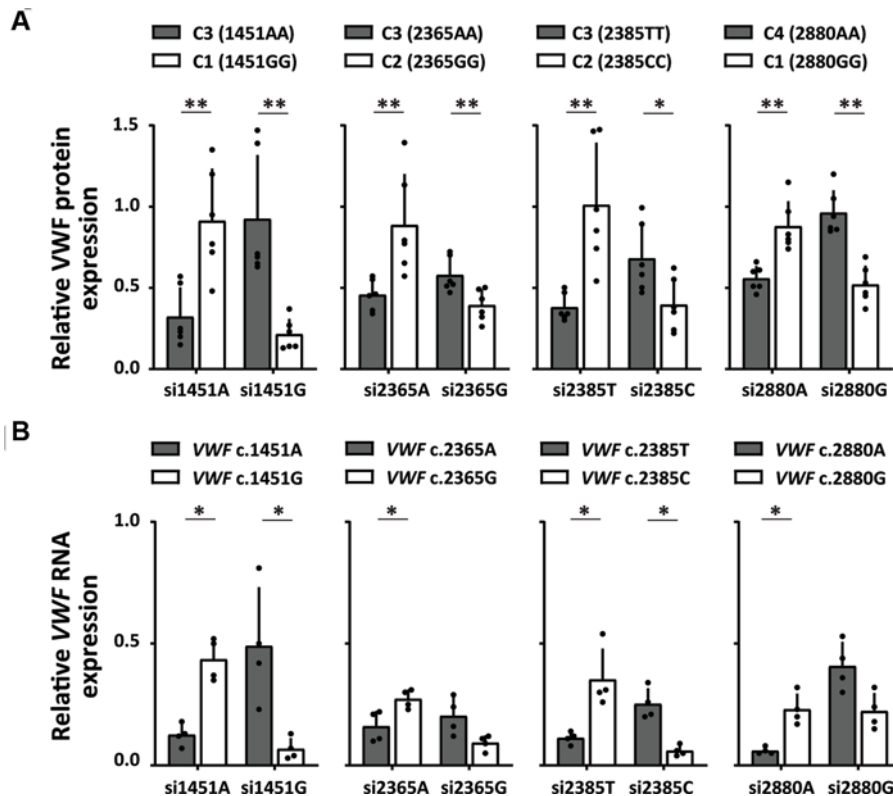 A
C3 (1451AA) C3 (2365AA) C3 (2385TT) C4 (2880AA)
C1 (1451GG) C2 (2365GG) C2 (2385CC) C1 (2880GG)
** ** ** ** ** * ** **
Relative VWF protein
expression
1.5
1.0
0.5
0.0
si1451A si1451G si2365A si2365G si2385T si2385C si2880A si2880G
B
VWF c.1451A VWF c.2365A VWF c.2385T VWF c.2880A
VWF c.1451G VWF c.2365G VWF c.2385C VWF c.2880G
* * * * * *
Relative VWF RNA
expression
1.0
0.5
0.0
si1451A si1451G si2365A si2365G si2385T si2385C si2880A si2880G